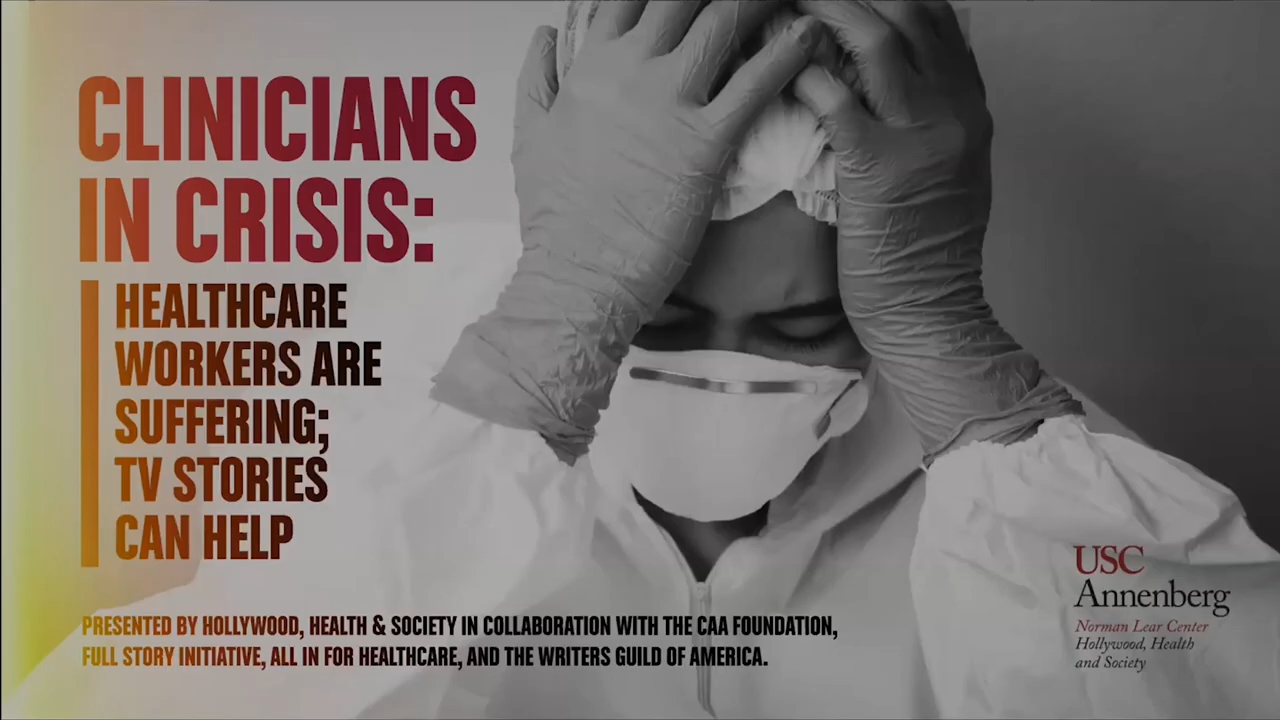 CLINICIANS
IN CRISIS:
HEALTHCARE
WORKERS ARE
SUFFERING;
TV STORIES
CAN HELP
PRESENTED BY HOLLYWOOD, HEALTH & SOCIETY IN COLLABORATION WITH THE CAA FOUNDATION,
FULL STORY INITIATIVE, ALL IN FOR HEALTHCARE, AND THE WRITERS GUILD OF AMERICA.
USC
Annenberg
Norman Lear Center
Hollywood, Health
and Society